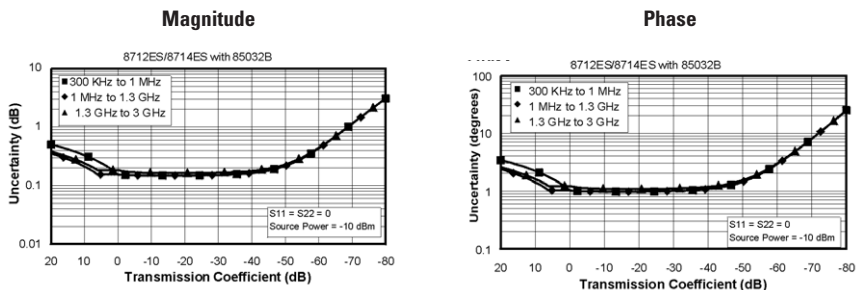 Magnitude
8712ES/8714ES with 85032B
Uncertainty (dB)
10
1
0.1
0.01
300 KHz to 1 MHz
1 MHz to 1.3 GHz
1.3 GHz to 3 GHz
S11 = S22 = 0
Source Power = -10 dBm
20 10 0 -10 -20 -30 -40 -50 -60 -70 -80
Transmission Coefficient (dB)
Phase
8712ES/8714ES with 85032B
Uncertainty (degrees)
100
10
1
0.1
300 KHz to 1 MHz
1 MHz to 1.3 GHz
1.3 GHz to 3 GHz
S11 = S22 = 0
Source Power = -10 dBm
20 10 0 -10 -20 -30 -40 -50 -60 -70 -80
Transmission Coefficient (dB)